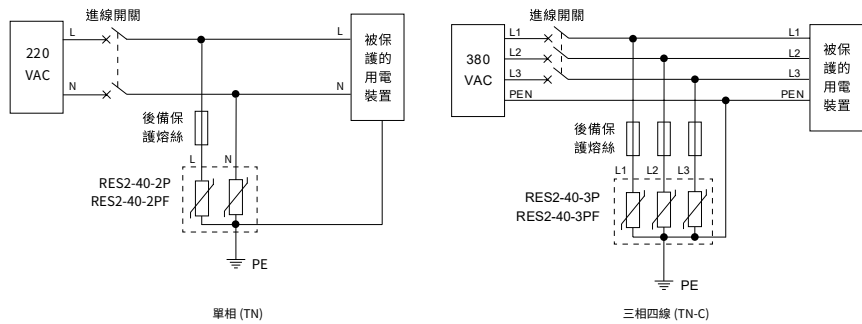 進線開關
L
L
220
VAC
N
N
被保
護的
用電
裝置
後備保
護熔絲
L
N
RES2-40-2P
RES2-40-2PF
PE
單相 (TN)
進線開關
L1
L1
L2
L2
L3
L3
380
VAC
PEN
PEN
被保
護的
用電
裝置
後備保
護熔絲
L1
L2
L3
RES2-40-3P
RES2-40-3PF
PE
三相四線 (TN-C)